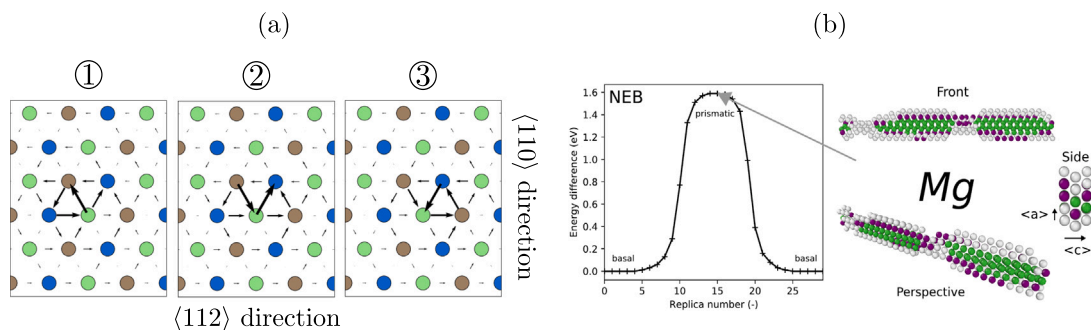 (a)
(b)
① ② ③
⟨112⟩ direction
⟨110⟩ direction
NEB
Energy difference (eV)
1.6
1.4
1.2
1.0
0.8
0.6
0.4
0.2
0.0
prismatic
basal
basal
0 5 10 15 20 25
Replica number (-)
Front
Mg
Side
<a>
<c>
Perspective